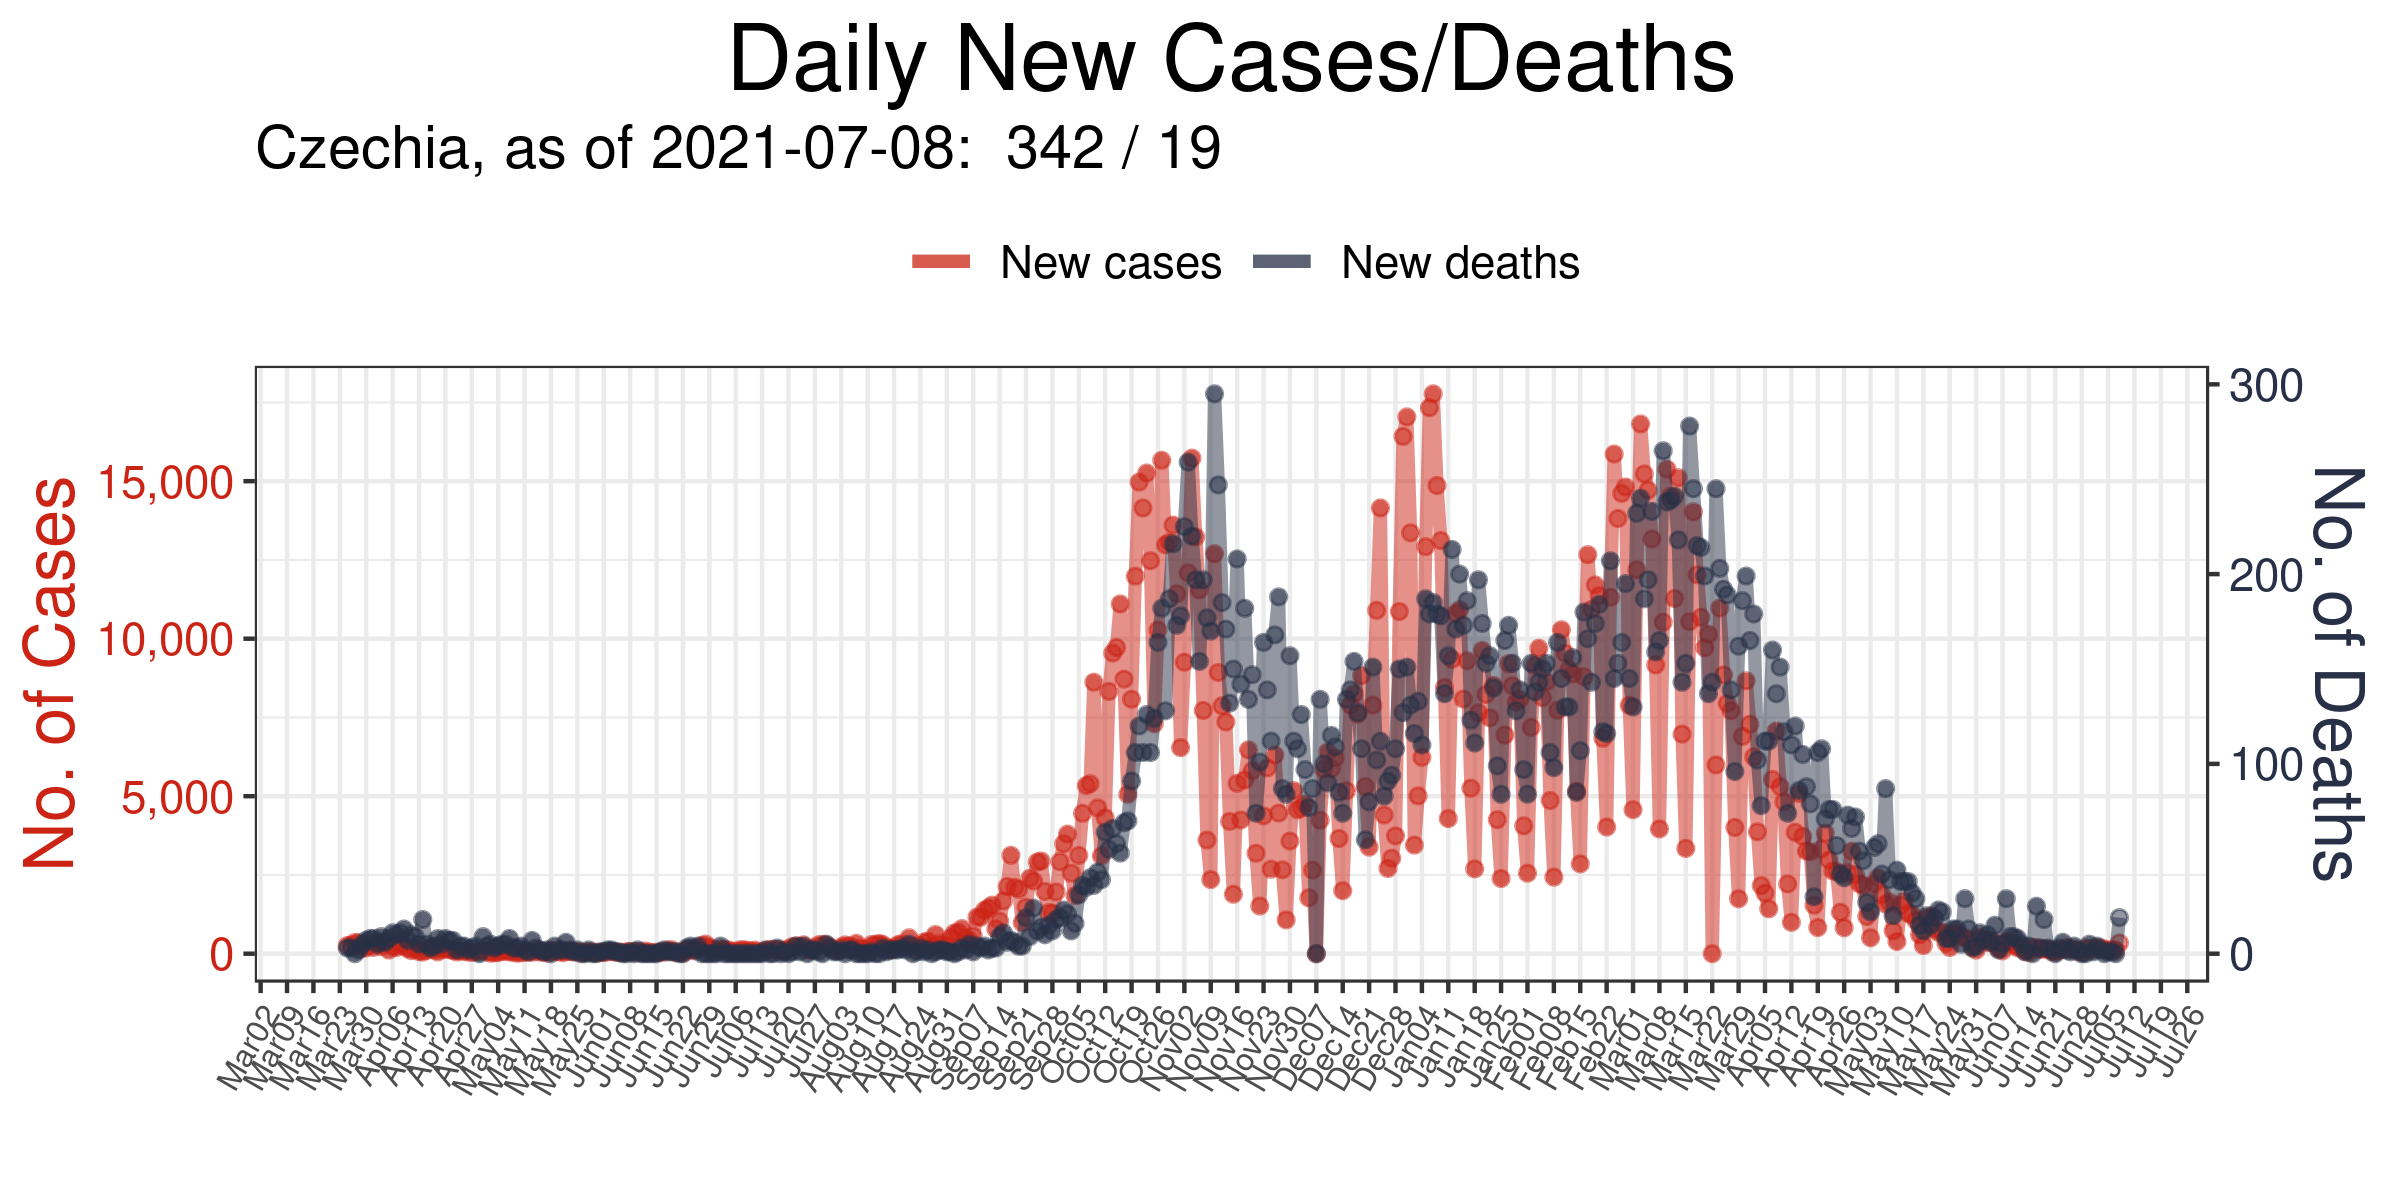 Daily New Cases/Deaths
Czechia, as of 2021-07-08:  342 / 19
New cases
New deaths
No. of Cases
15,000
10,000
5,000
0
300
200
100
0
No. of Deaths
Mar02
Mar09
Mar16
Mar23
Mar30
Apr06
Apr13
Apr20
Apr27
May04
May11
May18
May25
Jun01
Jun08
Jun15
Jun22
Jun29
Jul06
Jul13
Jul20
Jul27
Aug03
Aug10
Aug17
Aug24
Aug31
Sep07
Sep14
Sep21
Sep28
Oct05
Oct12
Oct19
Oct26
Nov02
Nov09
Nov16
Nov23
Nov30
Dec07
Dec14
Dec21
Dec28
Jan04
Jan11
Jan18
Jan25
Feb01
Feb08
Feb15
Feb22
Mar01
Mar08
Mar15
Mar22
Mar29
Apr05
Apr12
Apr19
Apr26
May03
May10
May17
May24
May31
Jun07
Jun14
Jun21
Jun28
Jul05
Jul12
Jul19
Jul26